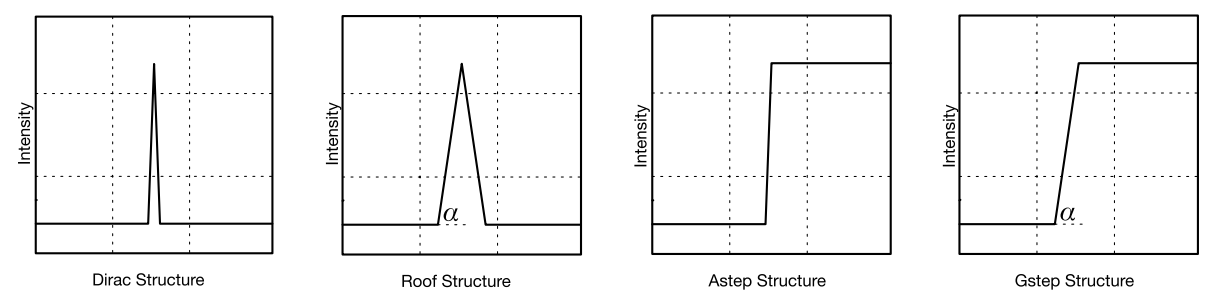 Intensity
Dirac Structure
Intensity
α
Roof Structure
Intensity
Astep Structure
Intensity
α
Gstep Structure